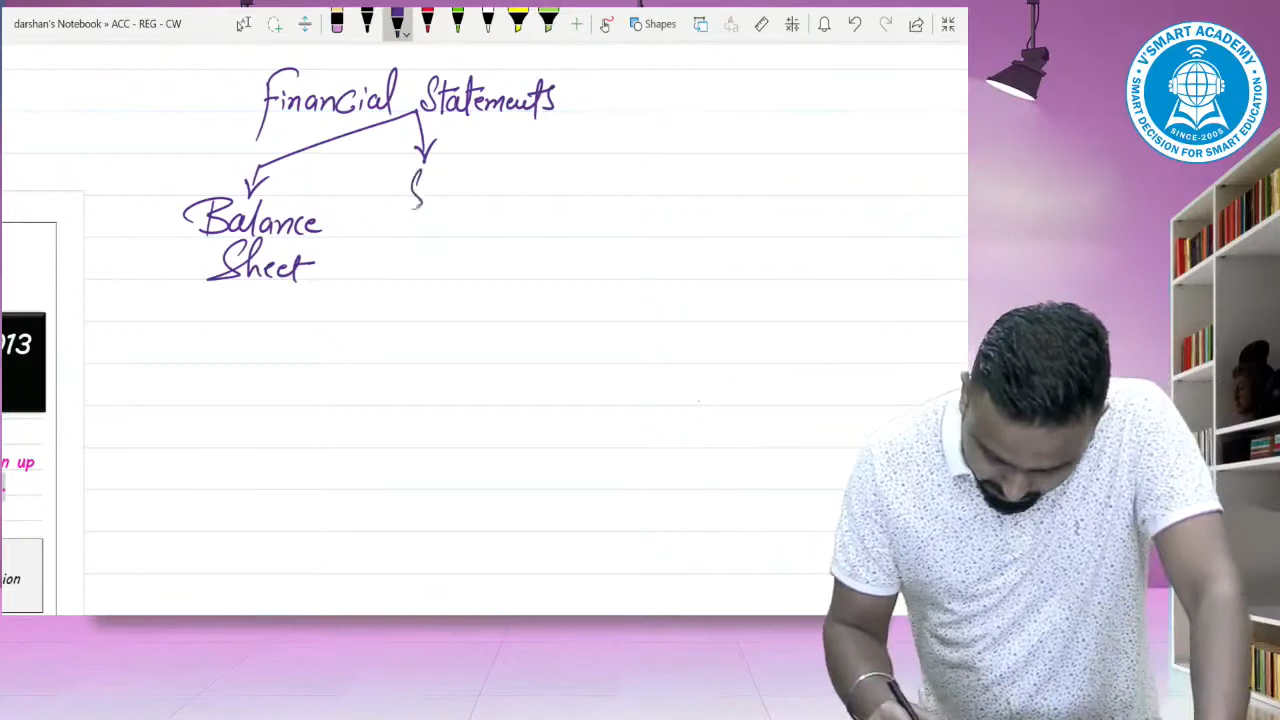 darshan's Notebook » ACC - REG - CW
Shapes
Financial Statements
Balance
Sheet
S
013
n up
ion
V'SMART ACADEMY
SINCE-2005
SMART DECISION FOR SMART EDUCATION